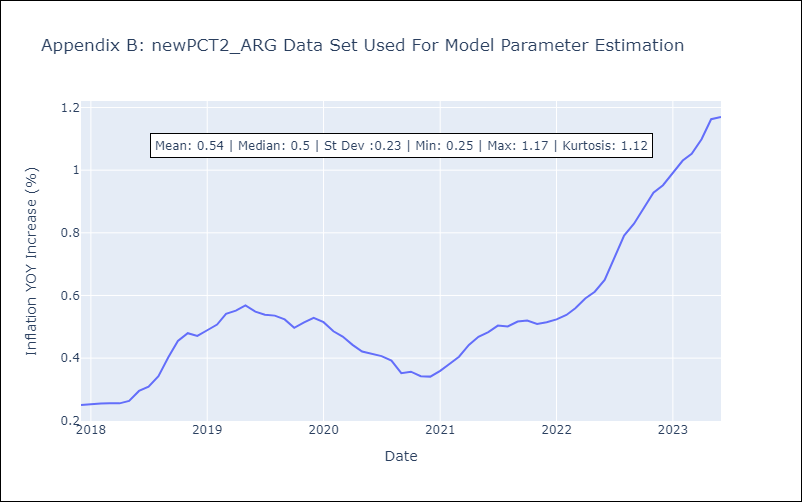 Appendix B: newPCT2_ARG Data Set Used For Model Parameter Estimation
Mean: 0.54 | Median: 0.5 | St Dev :0.23 | Min: 0.25 | Max: 1.17 | Kurtosis: 1.12
Inflation YOY Increase (%)
1.2
1
0.8
0.6
0.4
0.2
2018 2019 2020 2021 2022 2023
Date